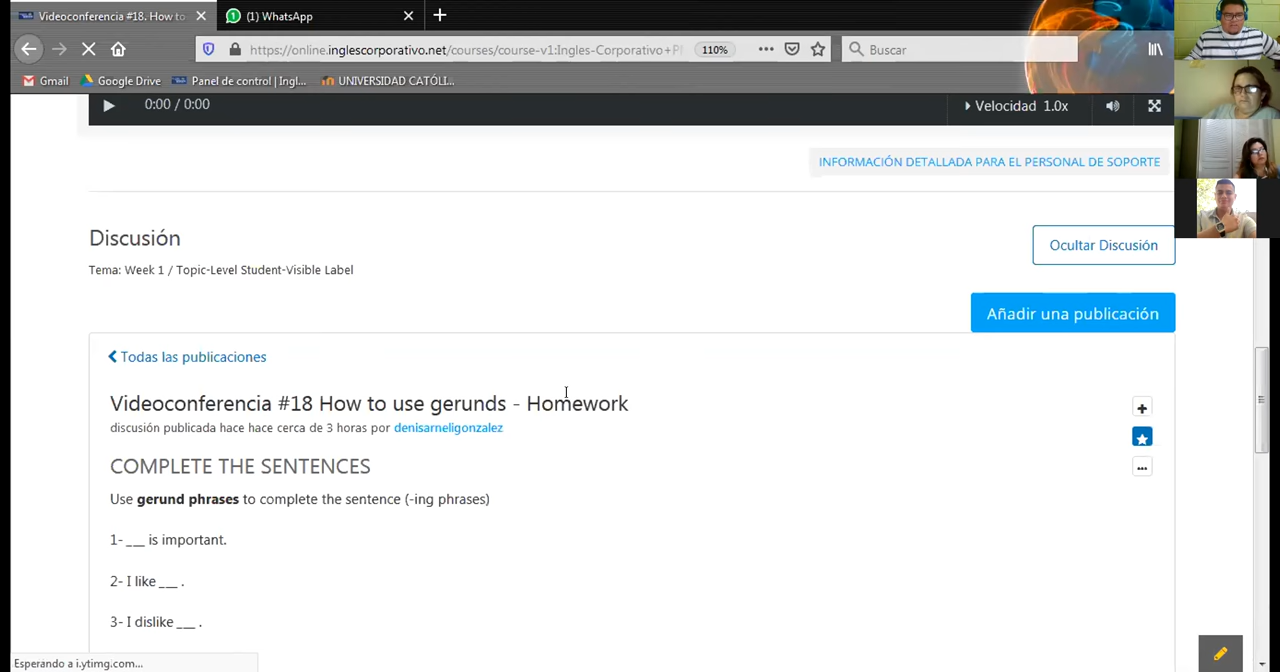 Videoconferencia #18. How to
(1) WhatsApp
https://online.inglescorporativo.net/courses/course-v1:Ingles-Corporativo+P
110%
Buscar
Gmail
Google Drive
Panel de control | Ingl...
UNIVERSIDAD CATÓLI...
0:00 / 0:00
Velocidad 1.0x
INFORMACIÓN DETALLADA PARA EL PERSONAL DE SOPORTE
Discusión
Ocultar Discusión
Tema: Week 1 / Topic-Level Student-Visible Label
Añadir una publicación
Todas las publicaciones
Videoconferencia #18 How to use gerunds - Homework
discusión publicada hace hace cerca de 3 horas por denisarneligonzalez
COMPLETE THE SENTENCES
Use gerund phrases to complete the sentence (-ing phrases)
1- ___ is important.
2- I like ___ .
3- I dislike ___ .
Esperando a i.ytimg.com...